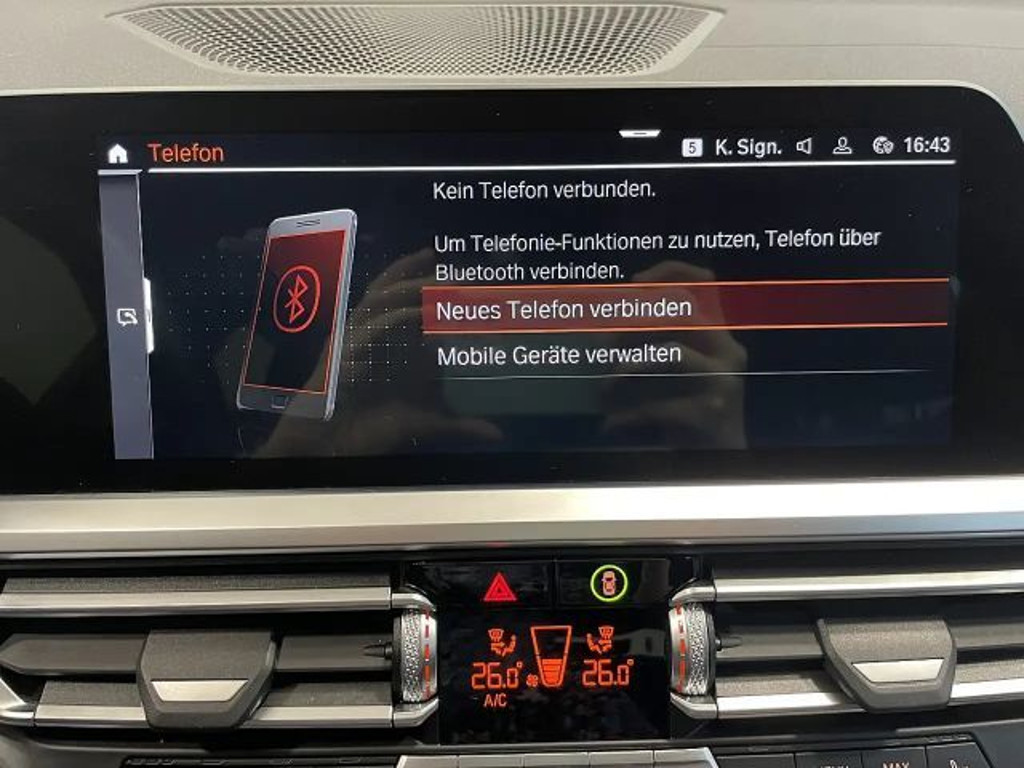 Telefon
5 K. Sign. 16:43
Kein Telefon verbunden.
Um Telefonie-Funktionen zu nutzen, Telefon über
Bluetooth verbinden.
Neues Telefon verbinden
Mobile Geräte verwalten
26.0° 26.0°
A/C
MAX